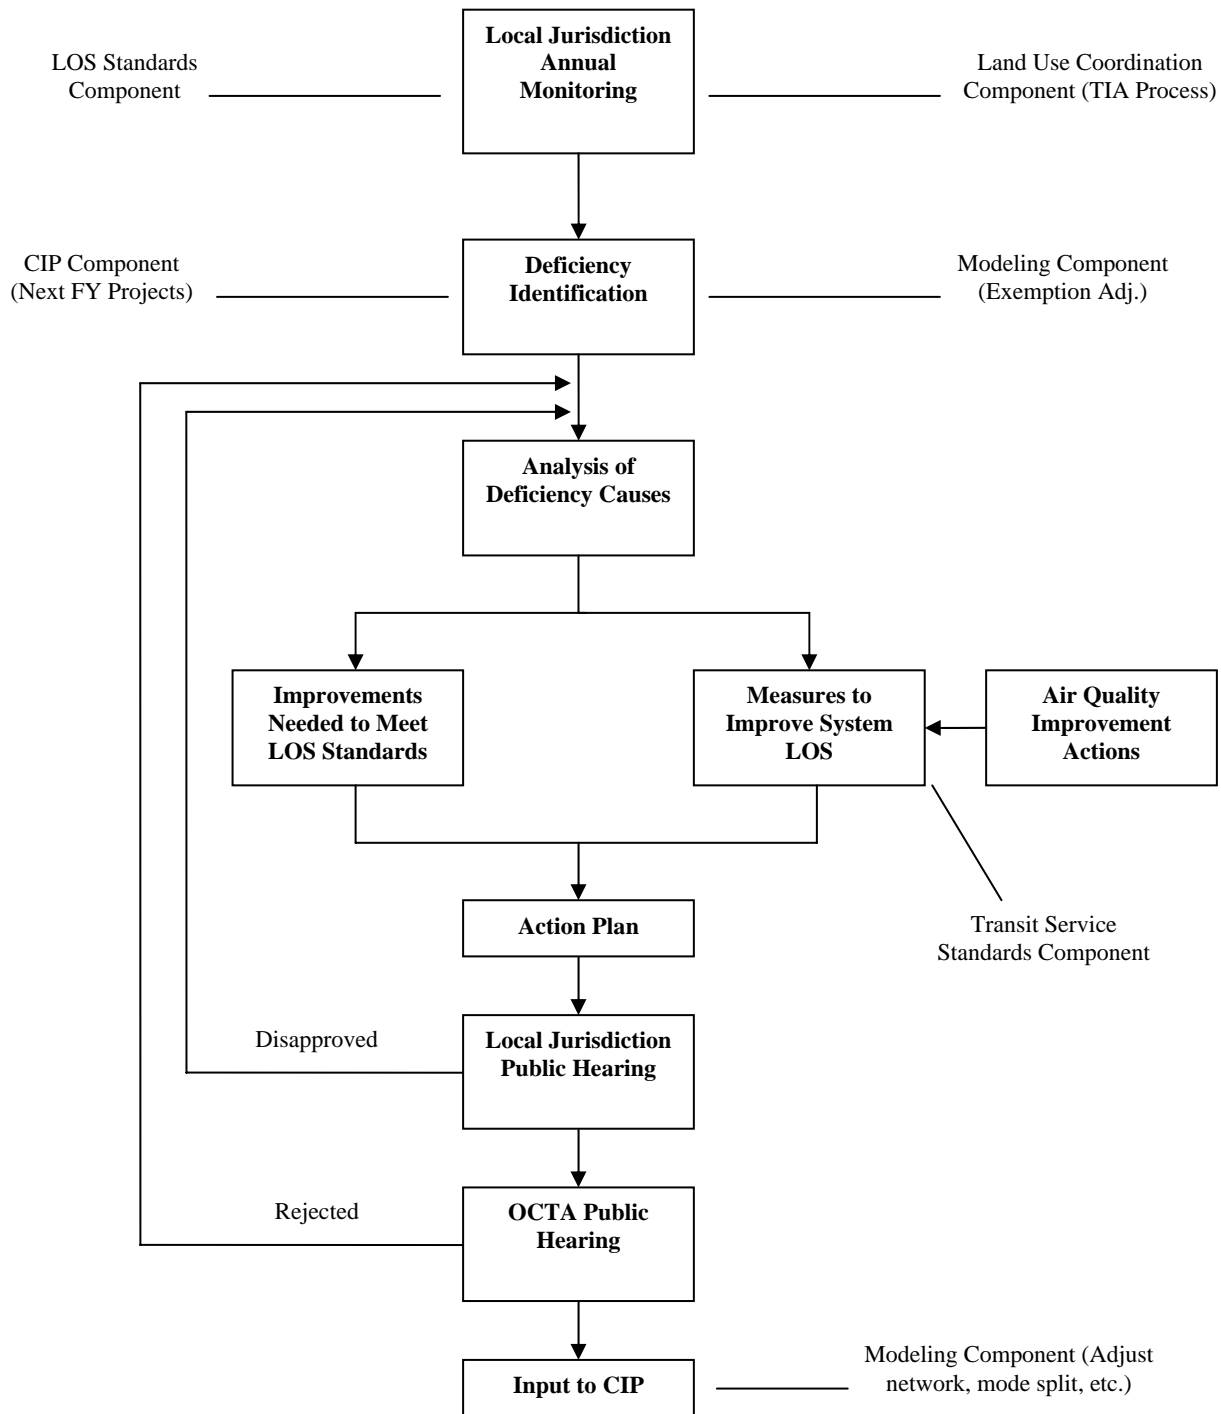 Local Jurisdiction
Annual
Monitoring
LOS Standards
Component
Land Use Coordination
Component (TIA Process)
CIP Component
(Next FY Projects)
Deficiency
Identification
Modeling Component
(Exemption Adj.)
Analysis of
Deficiency Causes
Improvements
Needed to Meet
LOS Standards
Measures to
Improve System
LOS
Air Quality
Improvement
Actions
Action Plan
Transit Service
Standards Component
Disapproved
Local Jurisdiction
Public Hearing
Rejected
OCTA Public
Hearing
Input to CIP
Modeling Component (Adjust
network, mode split, etc.)